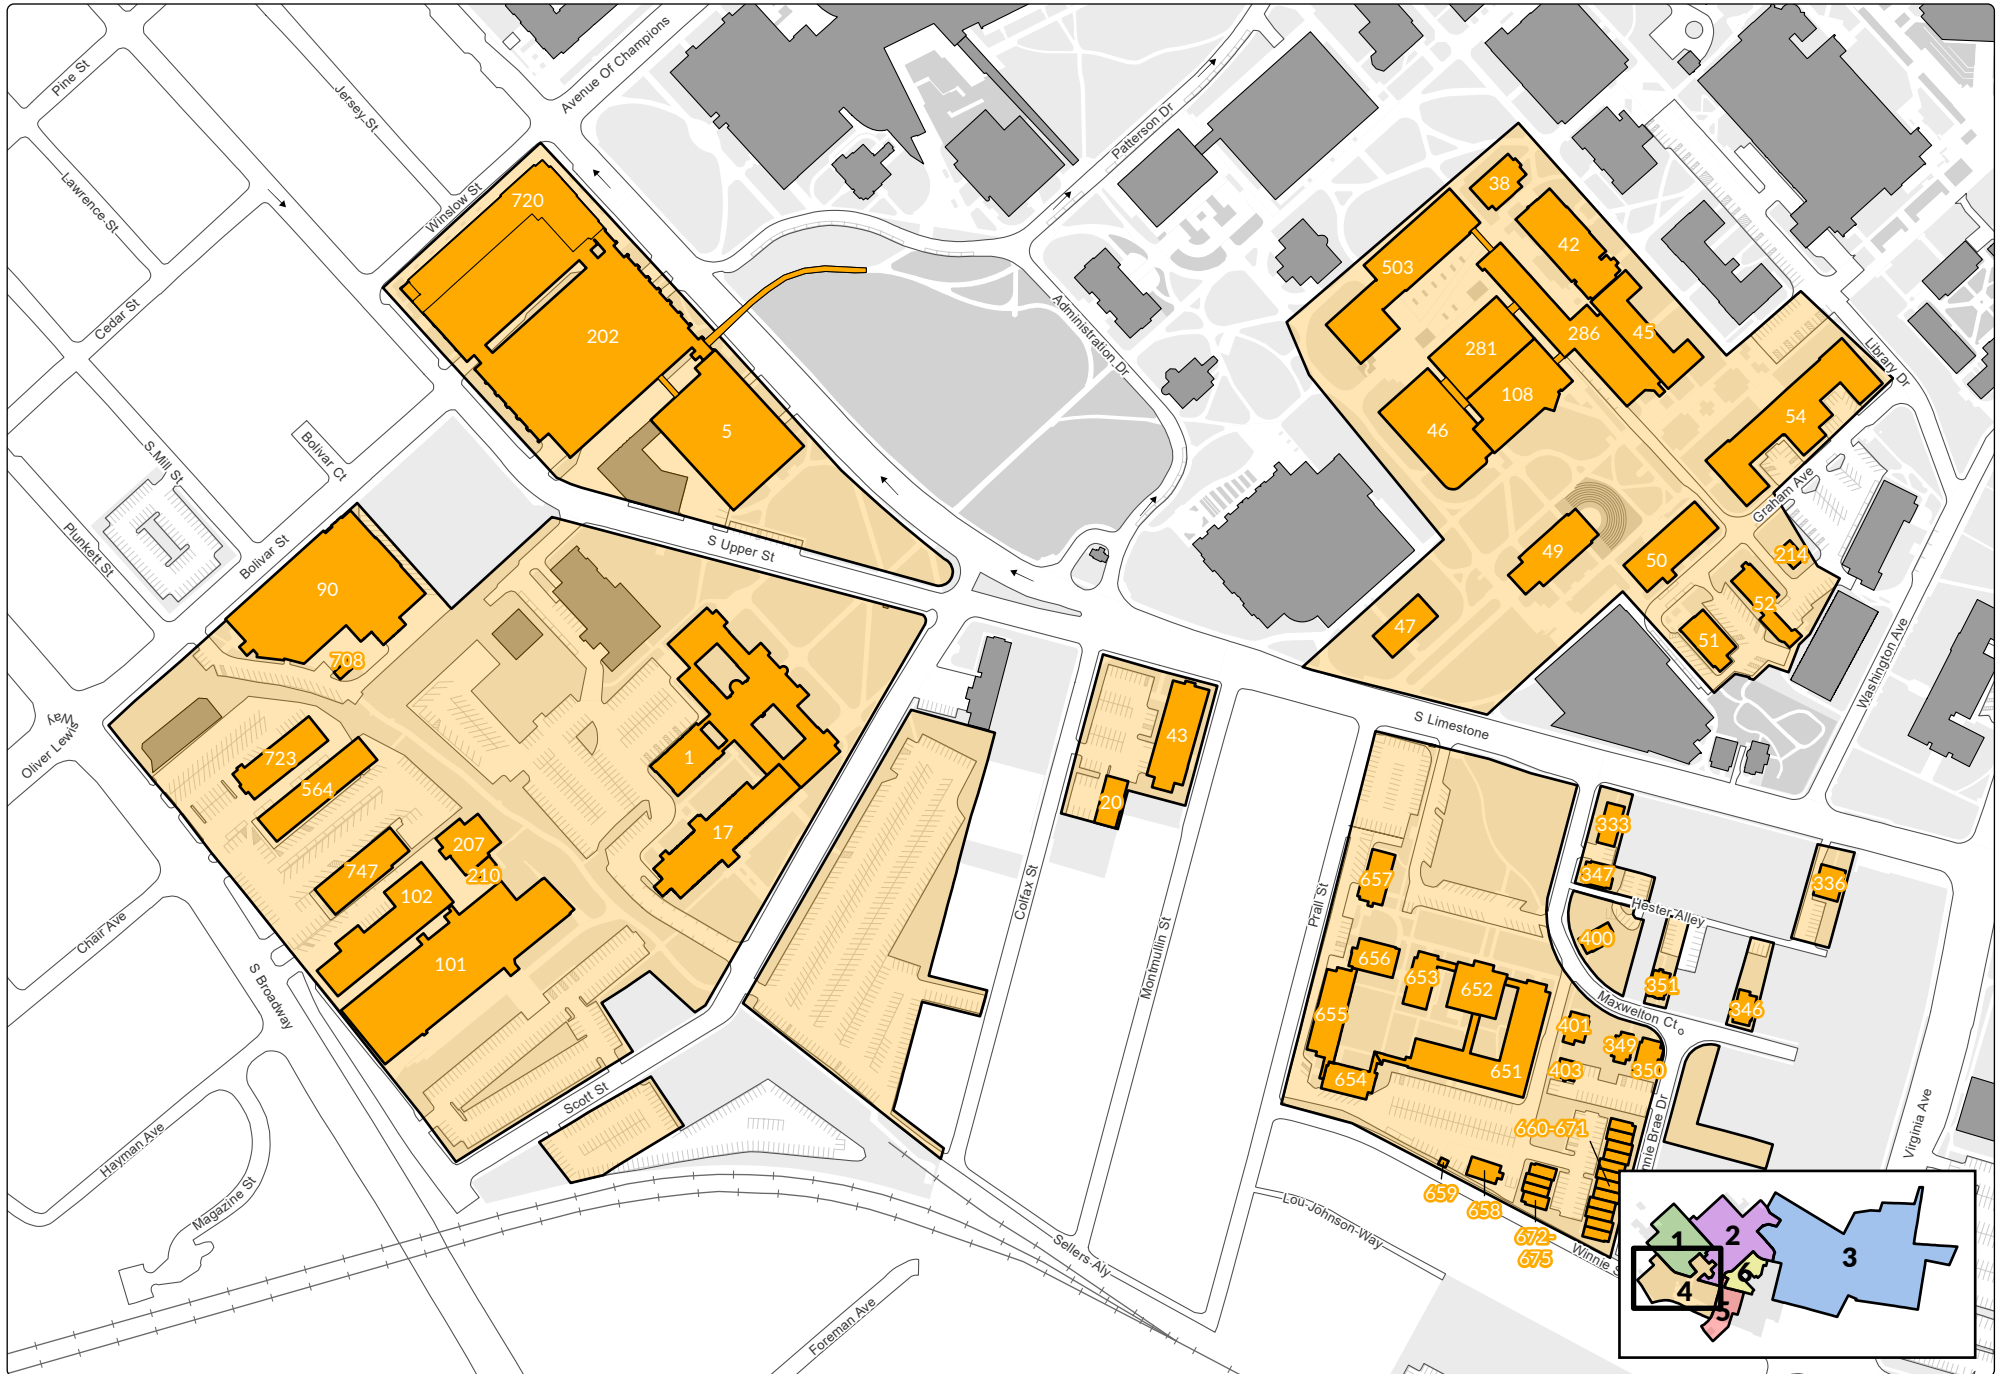 Pine St
Jersey St
Avenue Of Champions
Patterson Dr
Lawrence St
Winslow St
720
38
503
42
Cedar St
202
Administration Dr
281
286
45
Library Dr
108
46
5
54
S Mill St
Bolivar Ct
Plunkett St
Bolivar St
S Upper St
Graham Ave
49
50
214
90
52
47
51
708
Washington Ave
Oliver Lewis
Way
S Limestone
723
564
1
43
20
17
333
207
210
747
102
657
347
336
Colfax St
Prall St
Hester Alley
Chair Ave
400
101
656
653
652
351
S Broadway
Montmullin St
Maxwelton Ct
346
655
401
349
350
403
651
654
Scott St
Hayman Ave
660-671
nnie Brae Dr
Virginia Ave
Magazine St
659
658
672-
675
Lou-Johnson-Way
Sellers Aly
Winnie S
Foreman Ave
1
2
3
4
5
6